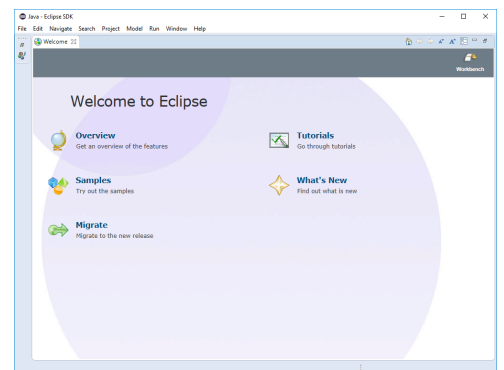 Java - Eclipse SDK
File Edit Navigate Search Project Model Run Window Help
Welcome
Workbench
Welcome to Eclipse
Overview
Get an overview of the features
Tutorials
Go through tutorials
Samples
Try out the samples
What's New
Find out what is new
Migrate
Migrate to the new release